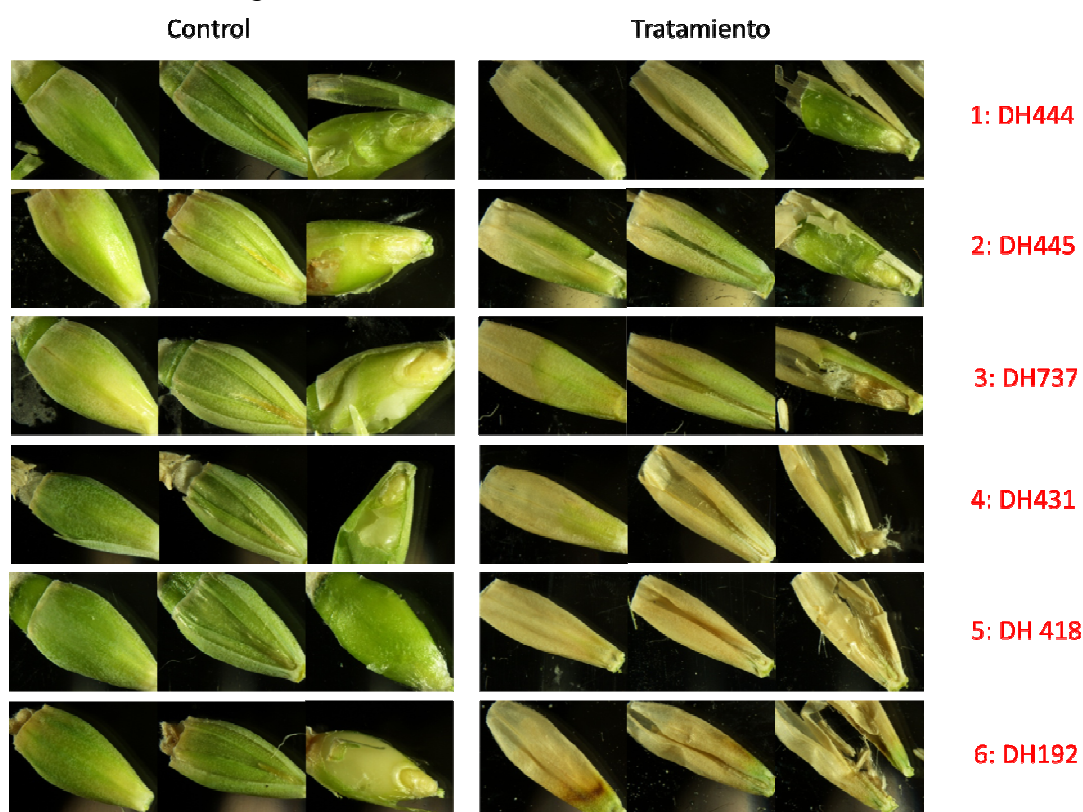 Control
Tratamiento
1: DH444
2: DH445
3: DH737
4: DH431
5: DH 418
6: DH192